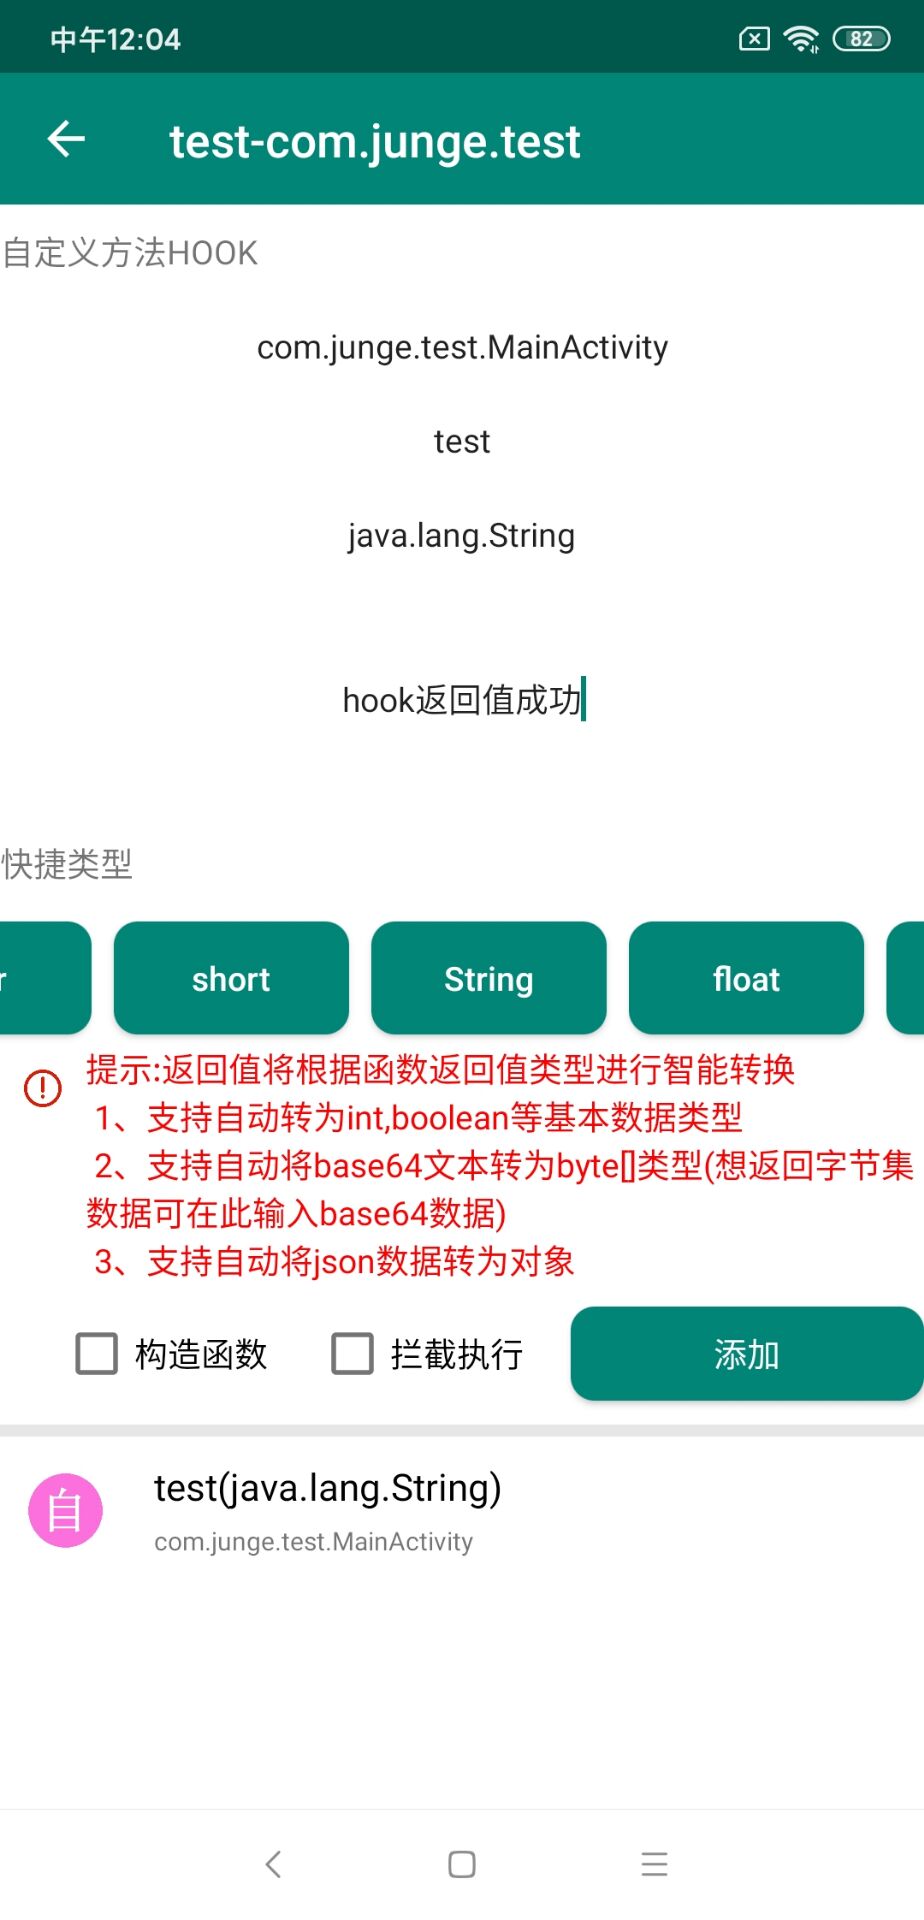 中午12:04
82
test-com.junge.test
自定义方法HOOK
com.junge.test.MainActivity
test
java.lang.String
hook返回值成功
快捷类型
r
short
String
float
提示:返回值将根据函数返回值类型进行智能转换
1、支持自动转为int,boolean等基本数据类型
2、支持自动将base64文本转为byte[]类型(想返回字节集
数据可在此输入base64数据)
3、支持自动将json数据转为对象
构造函数
拦截执行
添加
自
test(java.lang.String)
com.junge.test.MainActivity